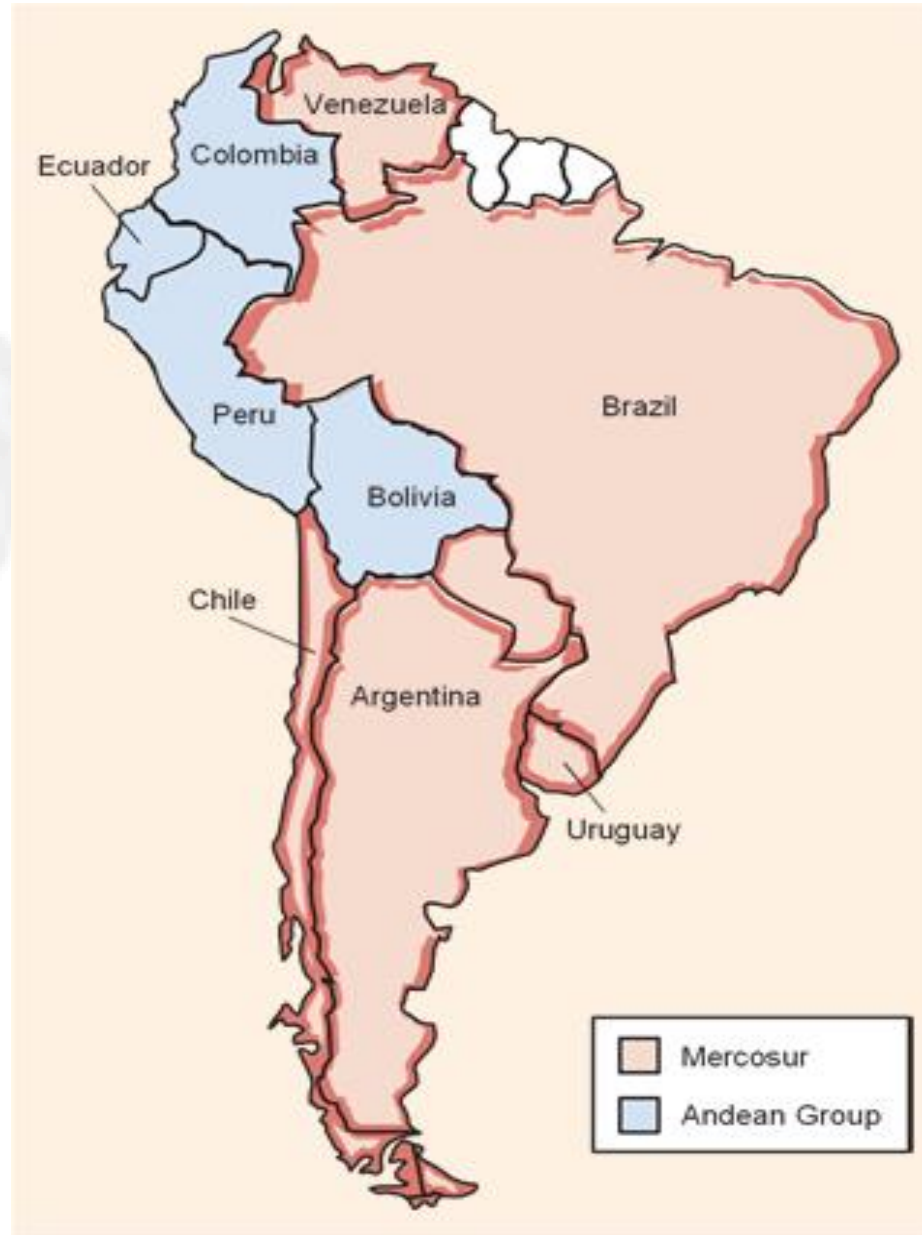 Venezuela
Colombia
Ecuador
Brazil
Peru
Bolivia
Chile
Argentina
Uruguay
Mercosur
Andean Group